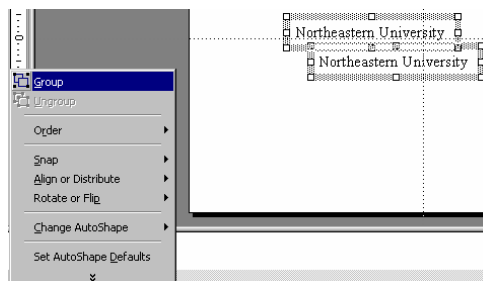 Northeastern University
Northeastern University
Group
Ungroup
Order
Snap
Align or Distribute
Rotate or Flip
Change AutoShape
Set AutoShape Defaults